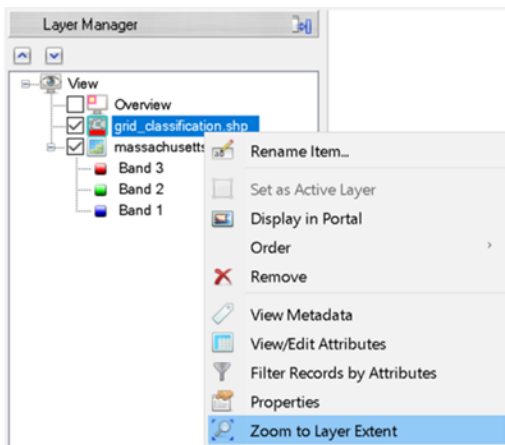 Layer Manager
View
Overview
grid_classification.shp
massachusetts
Band 3
Band 2
Band 1
Rename Item...
Set as Active Layer
Display in Portal
Order
Remove
View Metadata
View/Edit Attributes
Filter Records by Attributes
Properties
Zoom to Layer Extent